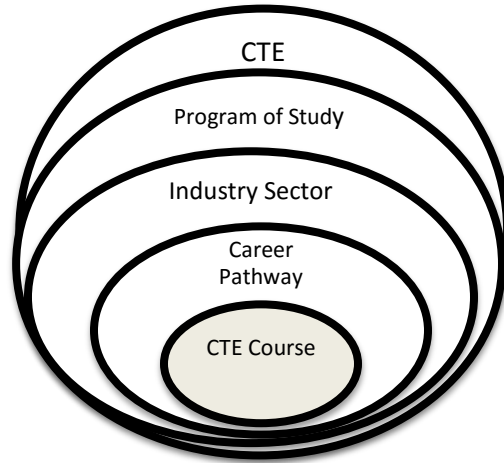 CTE
Program of Study
Industry Sector
Career
Pathway
CTE Course